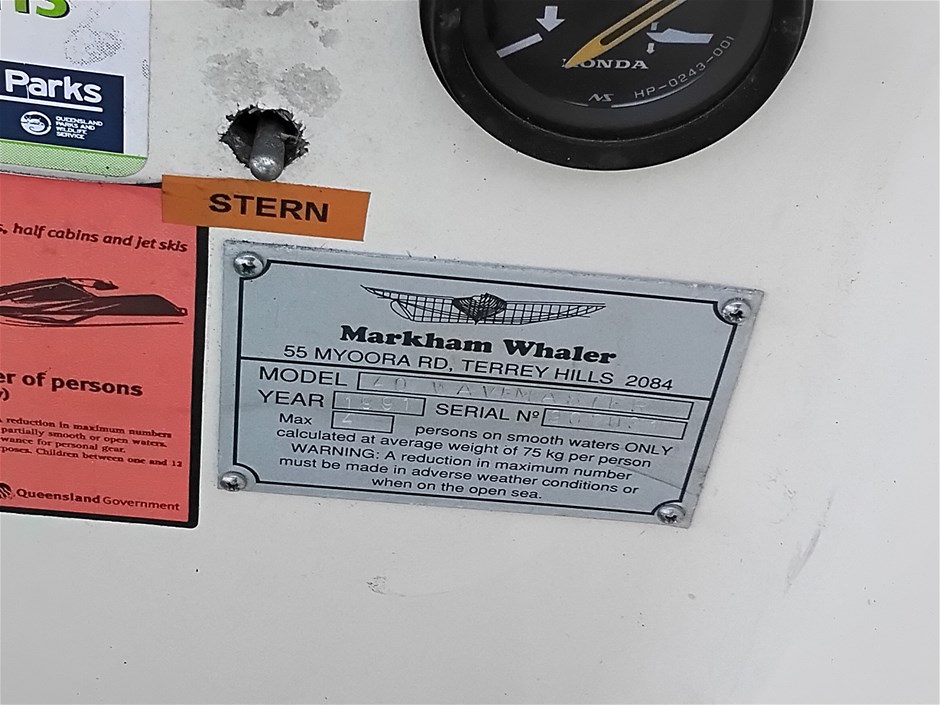 Parks
QUEENSLAND
PARKS AND
WILDLIFE
SERVICE
HONDA
HP-0243-001
NS
STERN
s, half cabins and jet skis
er of persons
y)
A reduction in maximum numbers
partially smooth or open waters.
wance for personal gear.
rposes. Children between one and 12
Queensland Government
Markham Whaler
55 MYOORA RD, TERREY HILLS 2084
MODEL
YEAR 1991 SERIAL Nº
Max persons on smooth waters ONLY
calculated at average weight of 75 kg per person
WARNING: A reduction in maximum number
must be made in adverse weather conditions or
when on the open sea.